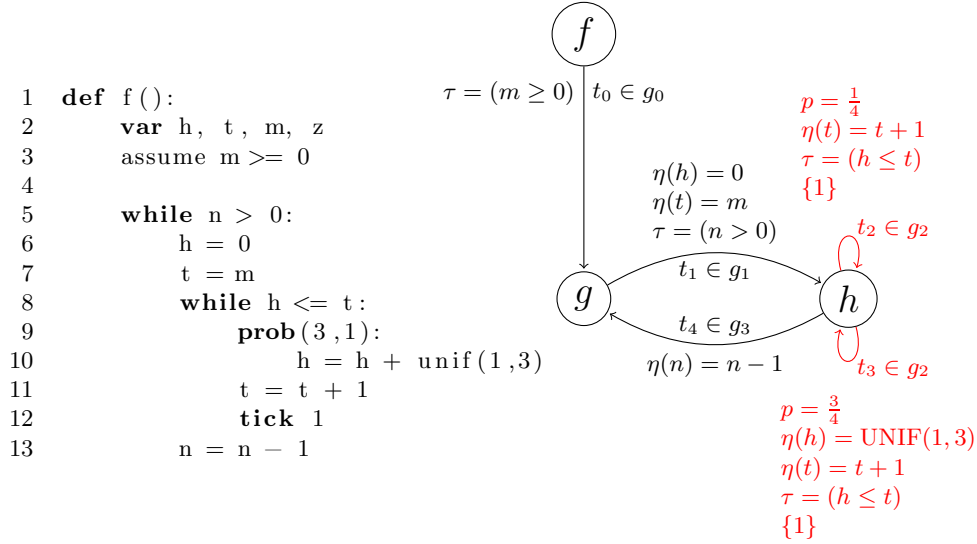 1 def f():
2 var h, t, m, z
3 assume m >= 0
4
5 while n > 0:
6 h = 0
7 t = m
8 while h <= t:
9 prob(3,1):
10 h = h + unif(1,3)
11 t = t + 1
12 tick 1
13 n = n − 1
f
τ = (m ≥ 0)
t₀ ∈ g₀
p = 1/4
η(t) = t + 1
τ = (h ≤ t)
{1}
η(h) = 0
η(t) = m
τ = (n > 0)
t₂ ∈ g₂
t₁ ∈ g₁
g
h
t₄ ∈ g₃
η(n) = n − 1
t₃ ∈ g₂
p = 3/4
η(h) = UNIF(1, 3)
η(t) = t + 1
τ = (h ≤ t)
{1}